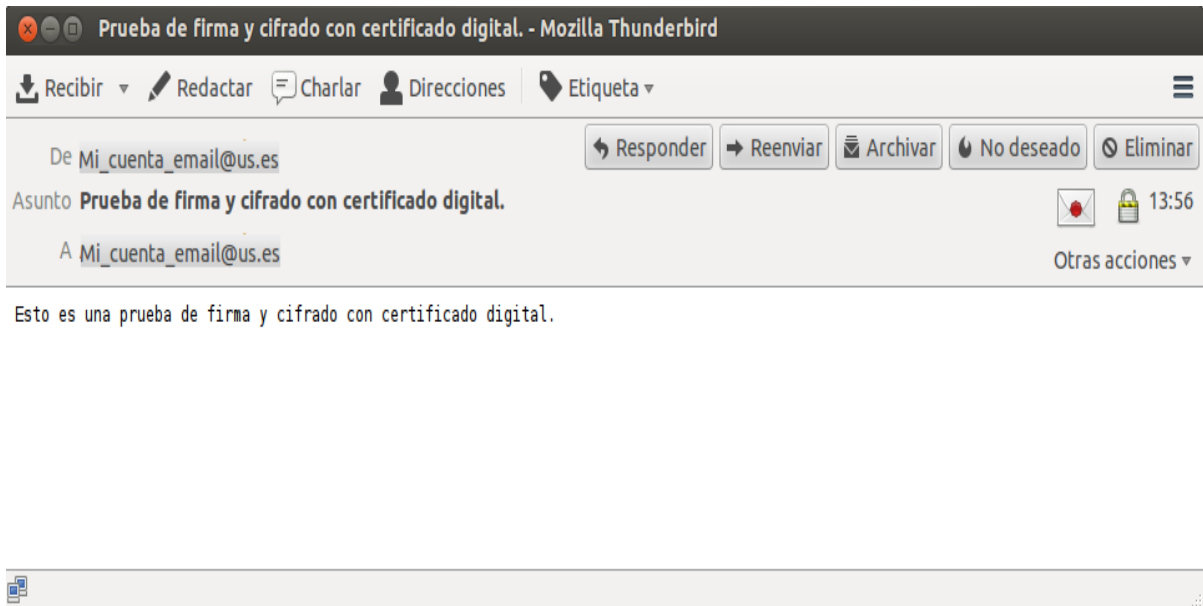 Prueba de firma y cifrado con certificado digital. - Mozilla Thunderbird
Recibir Redactar Charlar Direcciones Etiqueta
De Mi_cuenta_email@us.es Responder Reenviar Archivar No deseado Eliminar
Asunto Prueba de firma y cifrado con certificado digital. 13:56
A Mi_cuenta_email@us.es Otras acciones
Esto es una prueba de firma y cifrado con certificado digital.